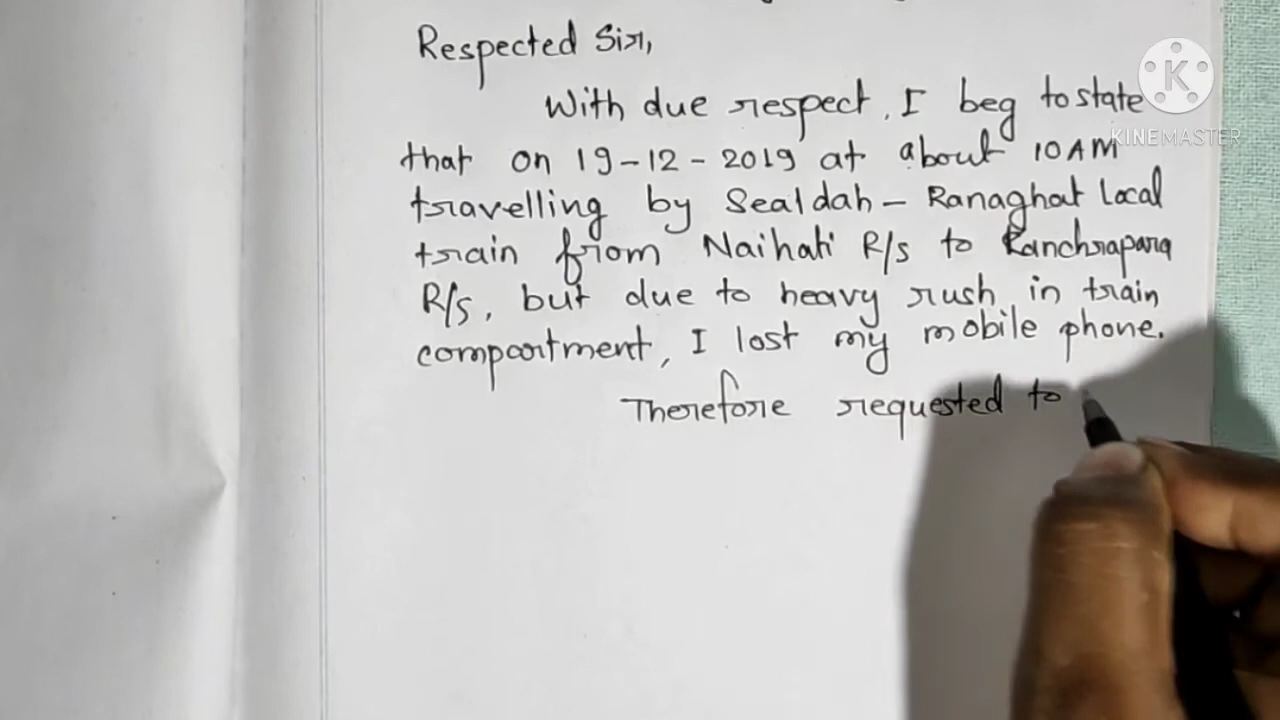 Respected Sir,
With due respect, I beg to state
that on 19-12-2019 at about 10 AM
travelling by Sealdah - Ranaghat Local
train from Naihati R/s to Kanchrapara
R/s, but due to heavy rush in train
compartment, I lost my mobile phone.
Therefore requested to
K
KINEMASTER